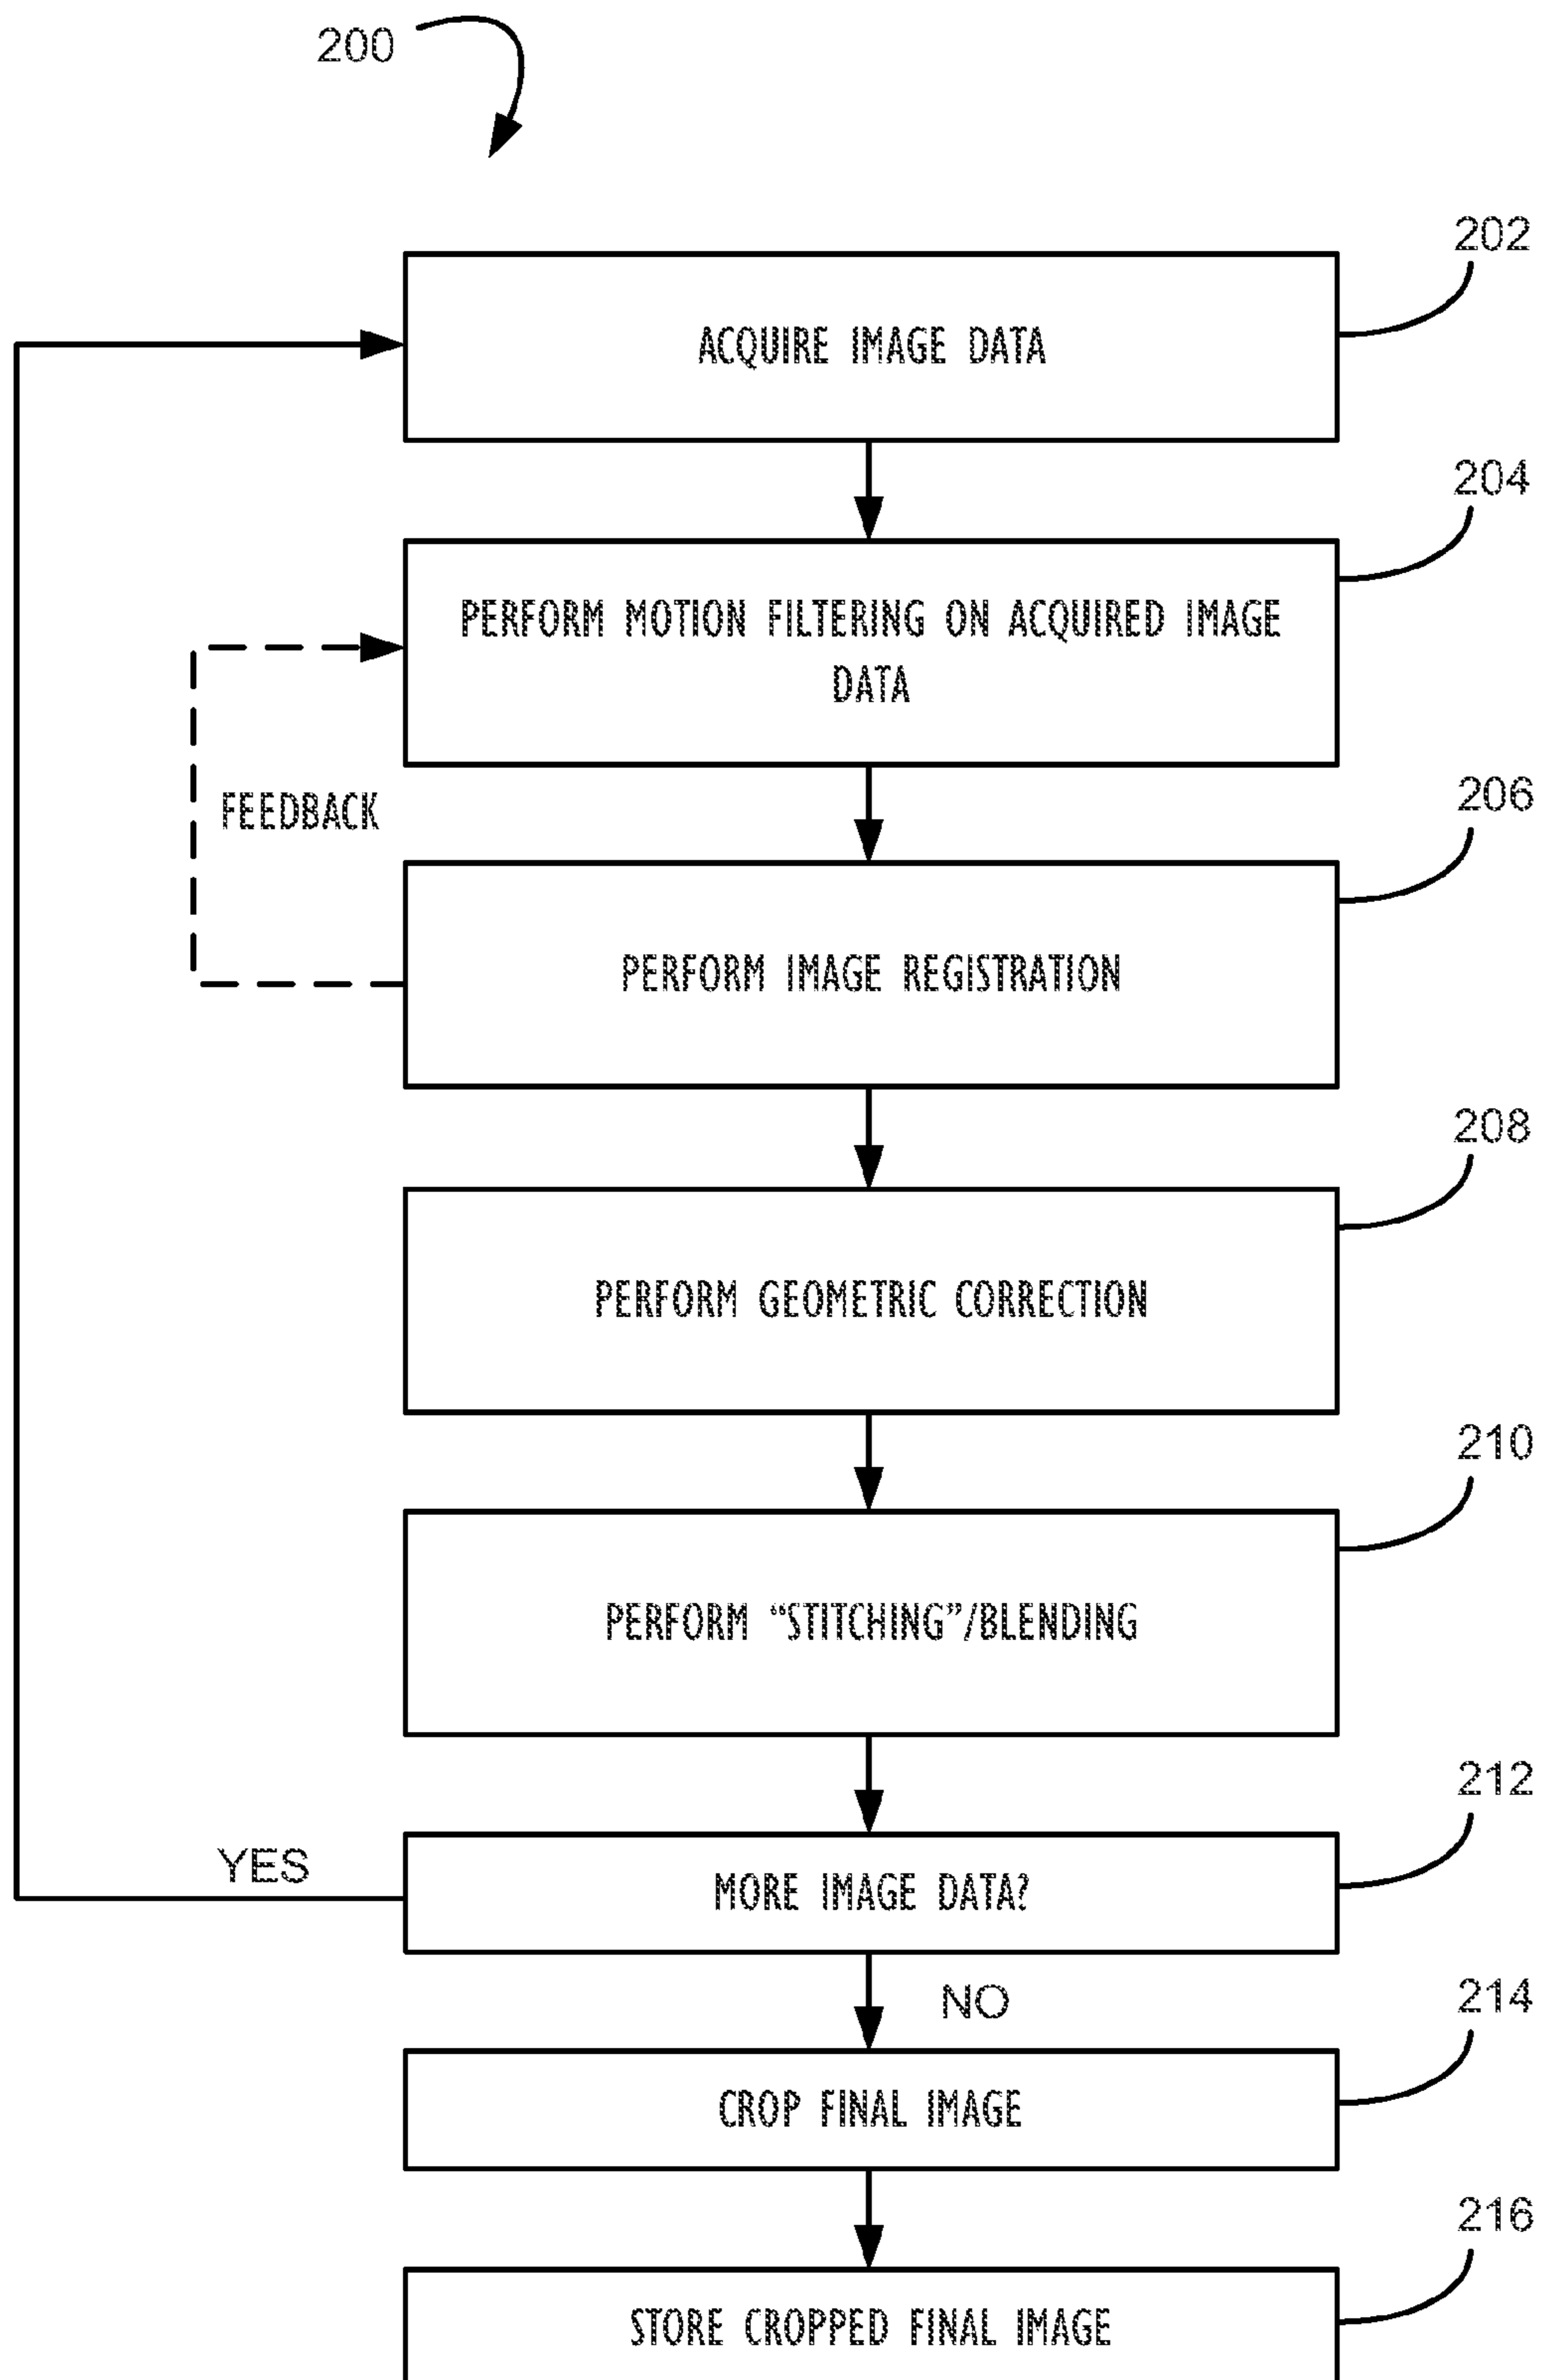 200
202
ACQUIRE IMAGE DATA
204
PERFORM MOTION FILTERING ON ACQUIRED IMAGE
DATA
206
FEEDBACK
PERFORM IMAGE REGISTRATION
208
PERFORM GEOMETRIC CORRECTION
210
PERFORM “STITCHING”/BLENDING
212
YES
MORE IMAGE DATA?
NO
214
CROP FINAL IMAGE
216
STORE CROPPED FINAL IMAGE